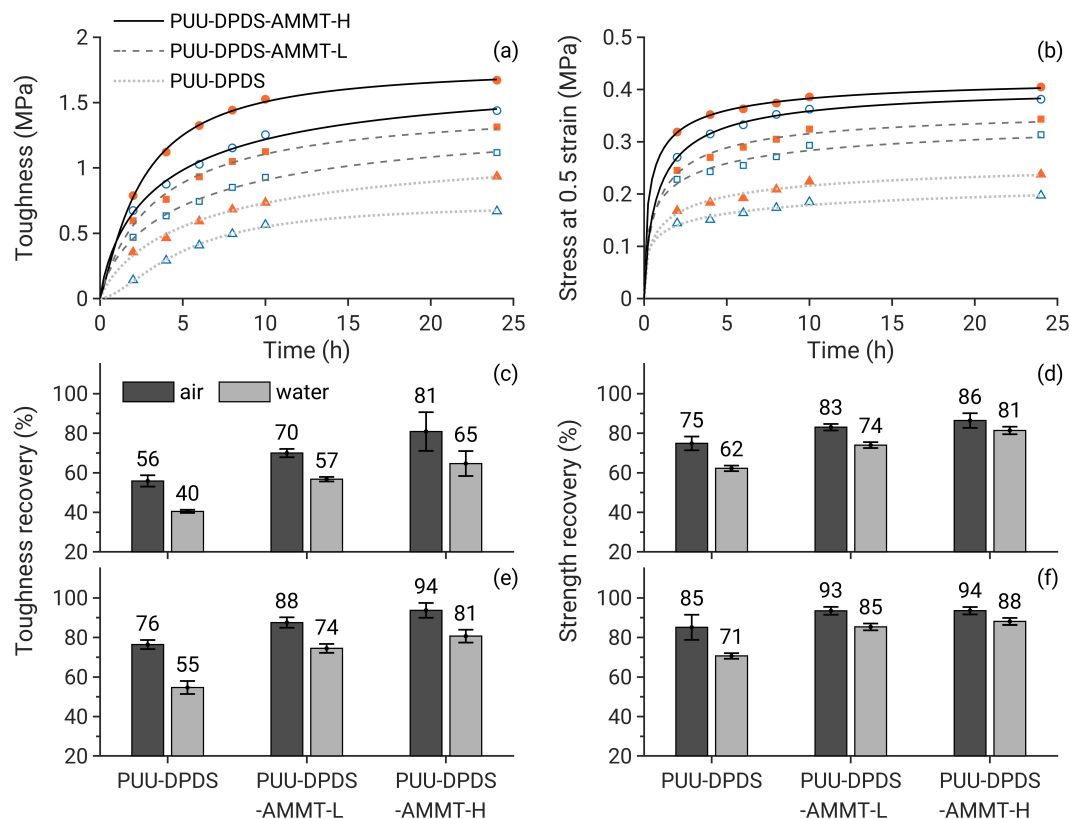 PUU-DPDS-AMMT-H
PUU-DPDS-AMMT-L
PUU-DPDS
(a)
2
1.5
1
0.5
0
Toughness (MPa)
0 5 10 15 20 25
Time (h)
(b)
0.5
0.4
0.3
0.2
0.1
0
Stress at 0.5 strain (MPa)
0 5 10 15 20 25
Time (h)
(c)
air water
100
80
60
40
20
56 40 70 57 81 65
Toughness recovery (%)
(d)
100
80
60
40
20
75 62 83 74 86 81
Strength recovery (%)
(e)
100
80
60
40
20
76 55 88 74 94 81
PUU-DPDS PUU-DPDS PUU-DPDS
-AMMT-L -AMMT-H
(f)
100
80
60
40
20
85 71 93 85 94 88
PUU-DPDS PUU-DPDS PUU-DPDS
-AMMT-L -AMMT-H